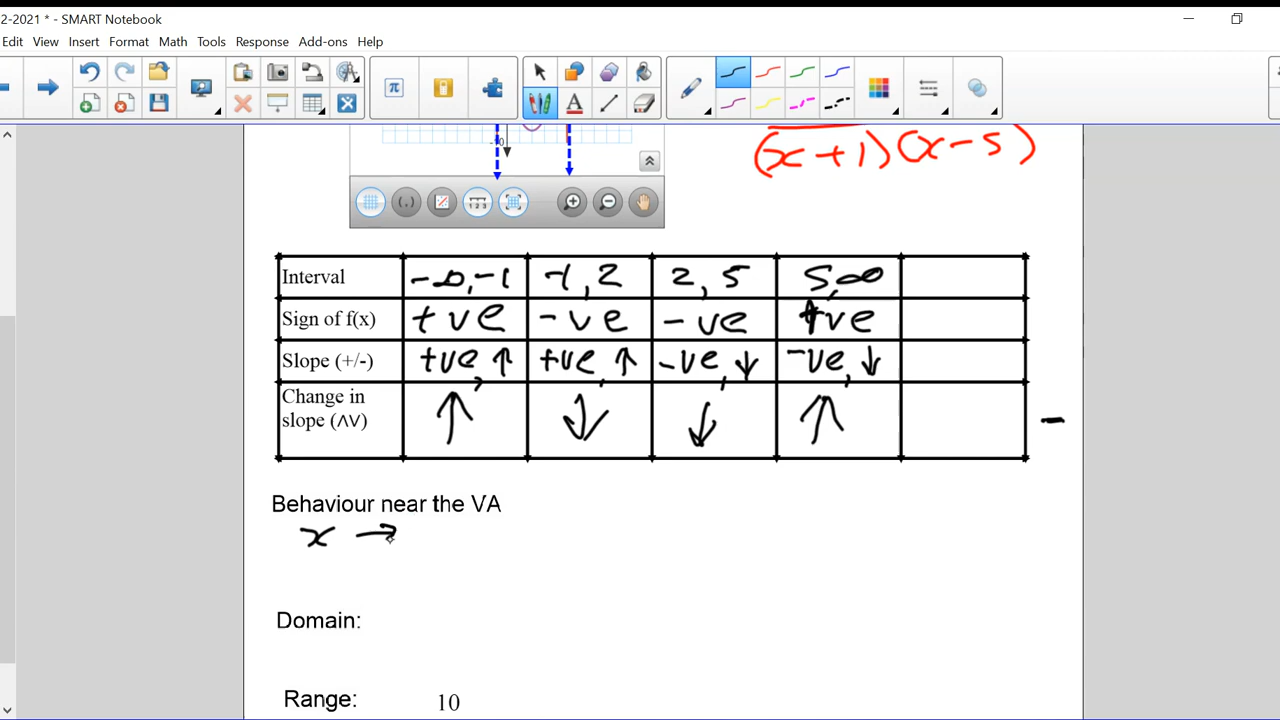 2-2021 * - SMART Notebook
Edit View Insert Format Math Tools Response Help Add-ons
π
A
-10
(x + 1)(x - 5)
Interval -∞, -1 -1, 2 2, 5 5, ∞
Sign of f(x) +ve -ve -ve +ve
Slope (+/-) +ve, ↑ +ve, ↑ -ve, ↓ -ve, ↓
Change in
slope (∧∨) ↑ ↓ ↓ ↑
-
Behaviour near the VA
x →
Domain:
Range: 10